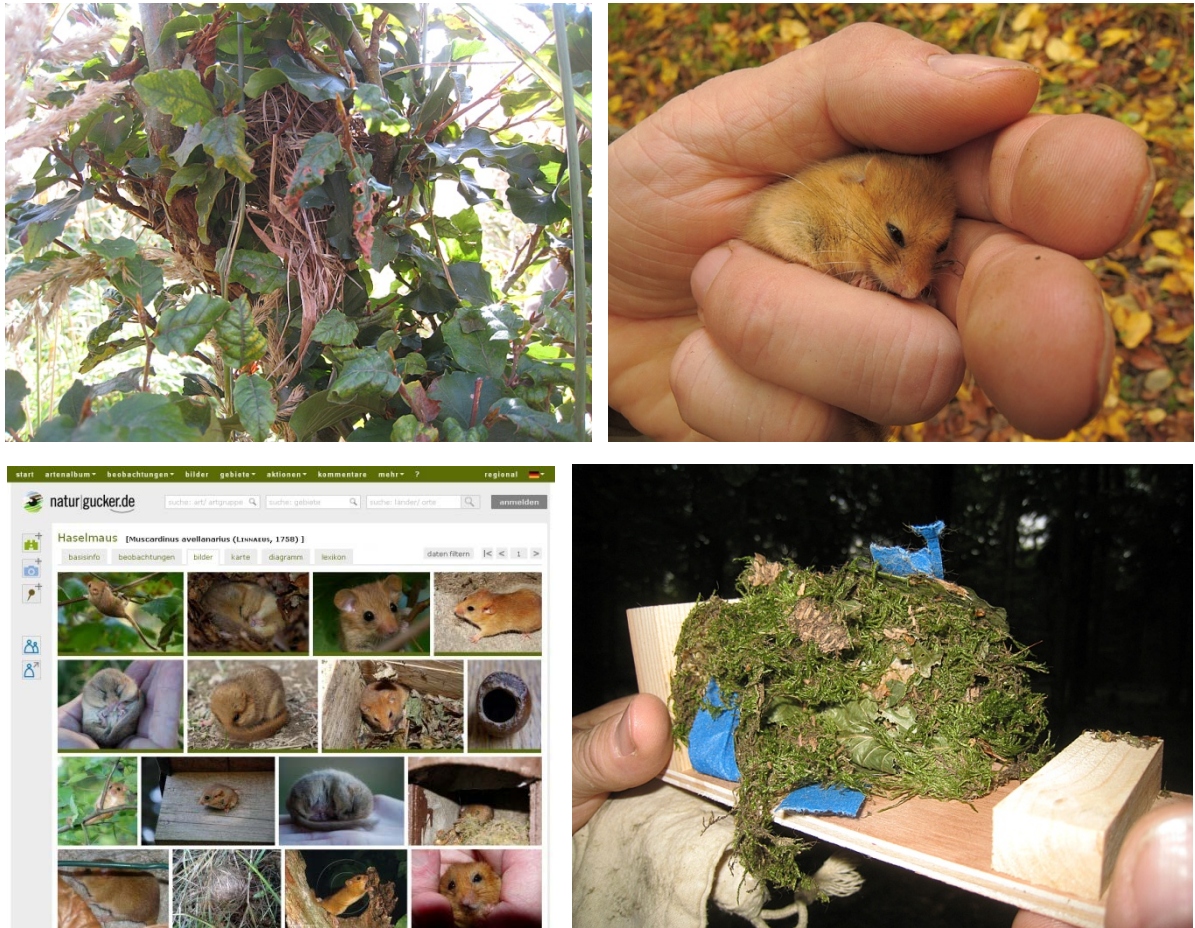 start artenalbum beobachtungen bilder gebiete aktionen kommentare mehr ? regional
natur|gucker.de suche: art/ artgruppe suche: gebiete suche: länder/ orte anmelden
Haselmaus [Muscardinus avellanarius (LINNAEUS, 1758) ]
basisinfo beobachtungen bilder karte diagramm lexikon daten filtern |< < 1 >